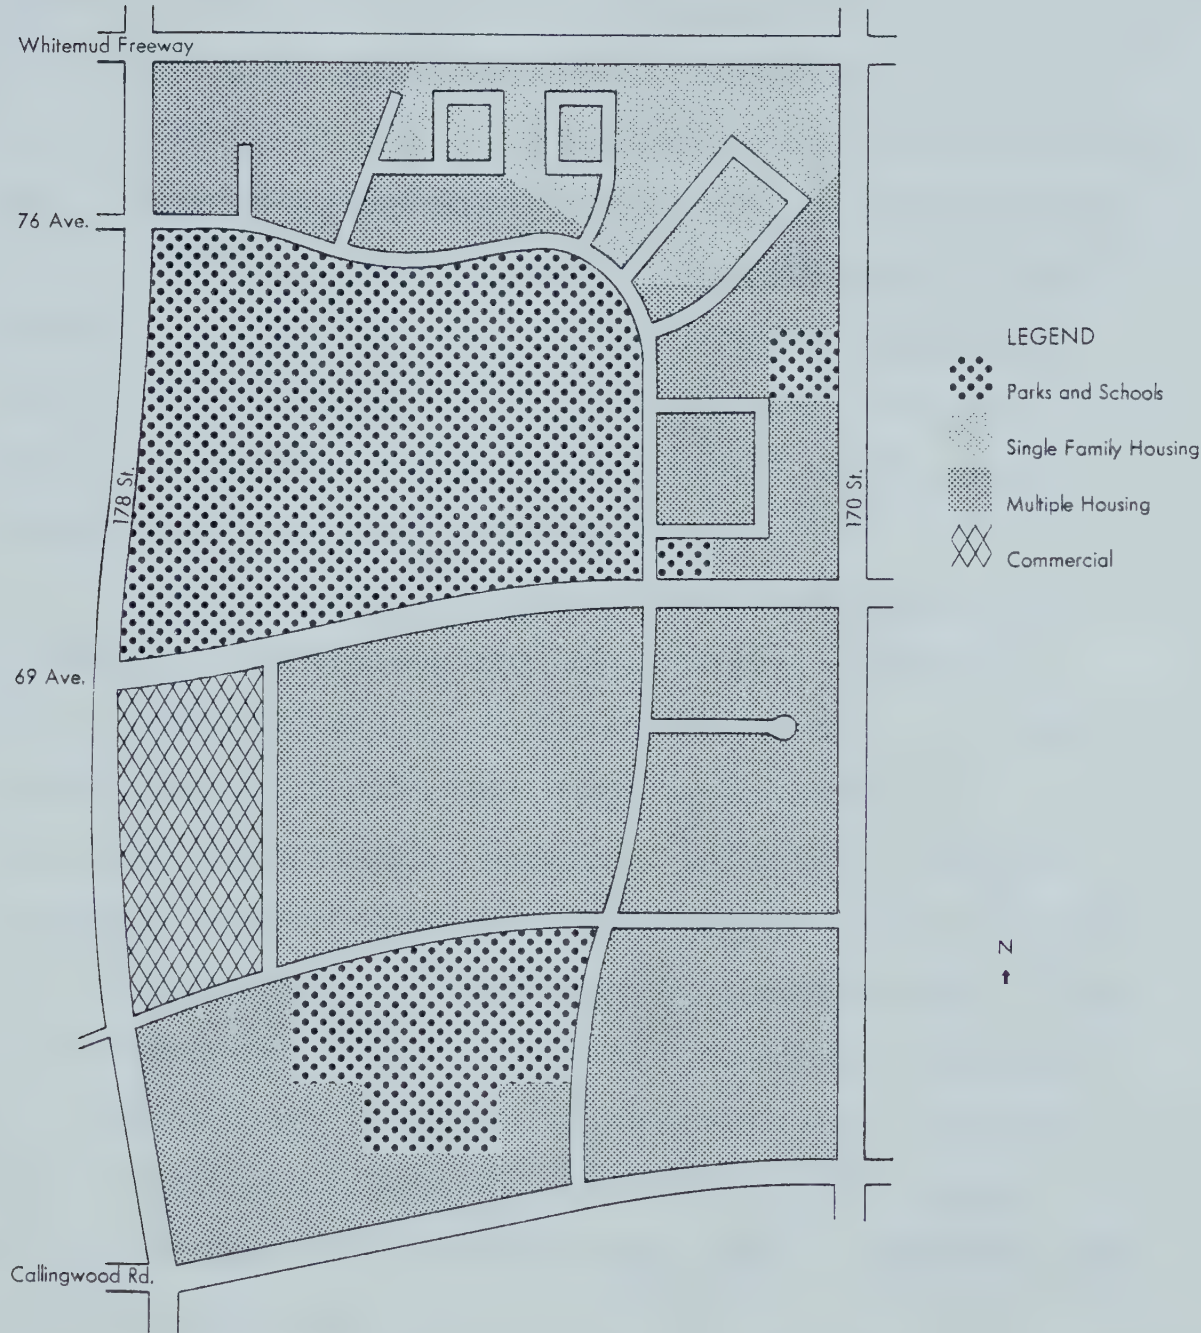 Whitemud Freeway
76 Ave.
LEGEND
Parks and Schools
Single Family Housing
178 St.
170 St.
Multiple Housing
Commercial
69 Ave.
N
Callingwood Rd.